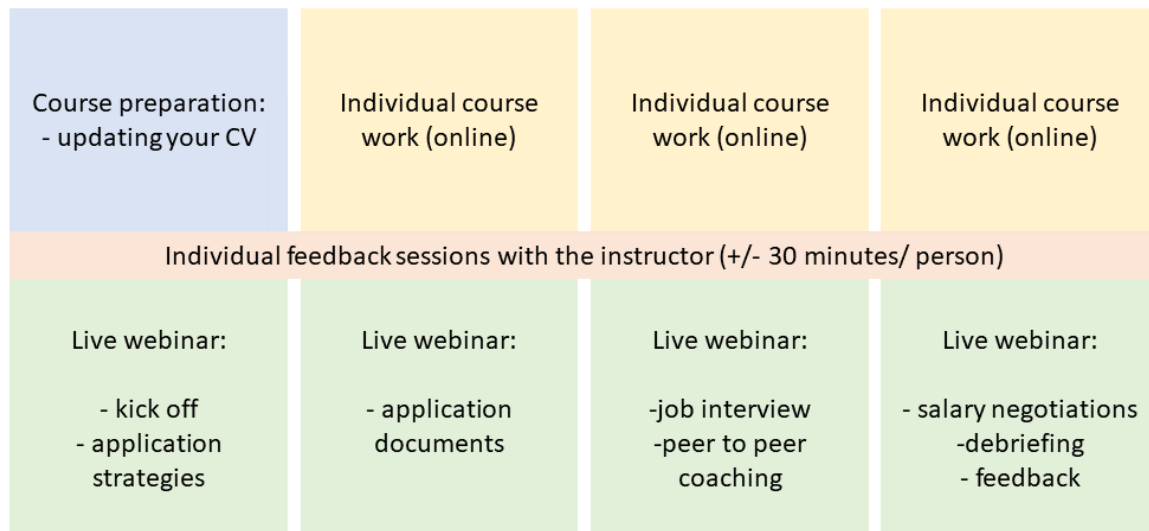 Course preparation:
- updating your CV
Individual course
work (online)
Individual course
work (online)
Individual course
work (online)
Individual feedback sessions with the instructor (+/- 30 minutes/ person)
Live webinar:
- kick off
- application
strategies
Live webinar:
- application
documents
Live webinar:
-job interview
-peer to peer
coaching
Live webinar:
- salary negotiations
-debriefing
- feedback